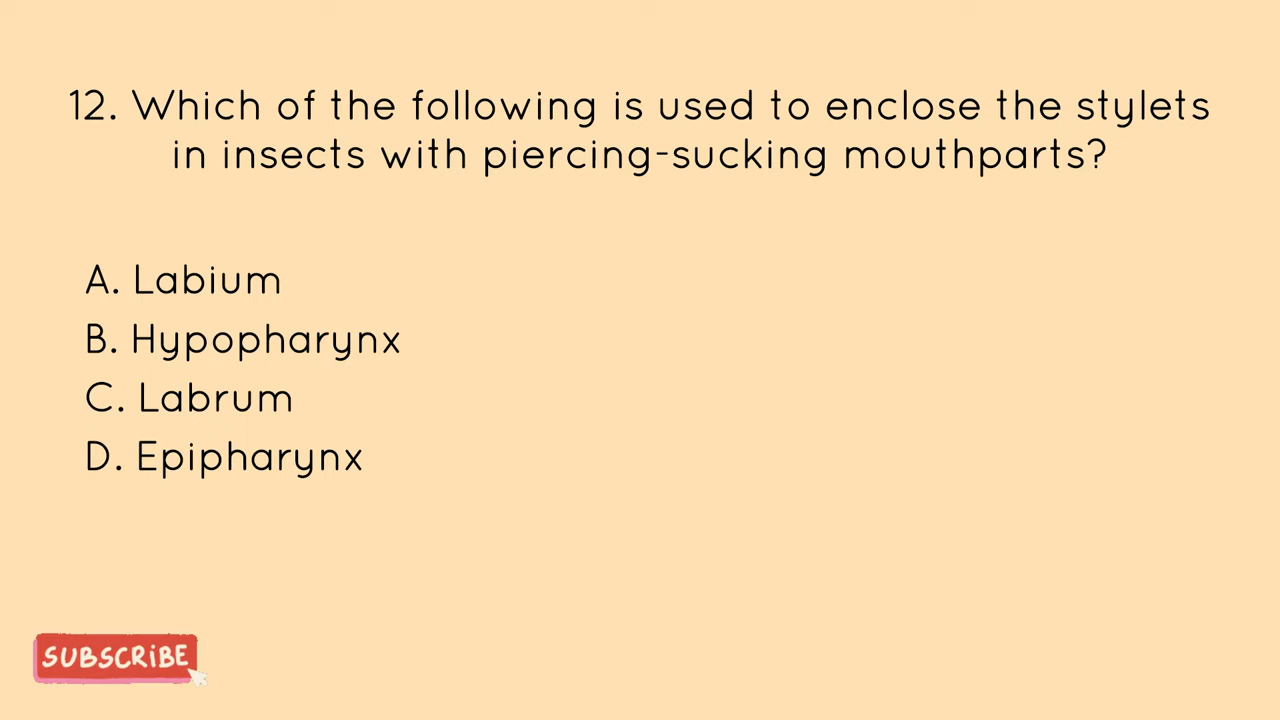 12. Which of the following is used to enclose the stylets
in insects with piercing-sucking mouthparts?
A. Labium
B. Hypopharynx
C. Labrum
D. Epipharynx
SUBSCRiBE